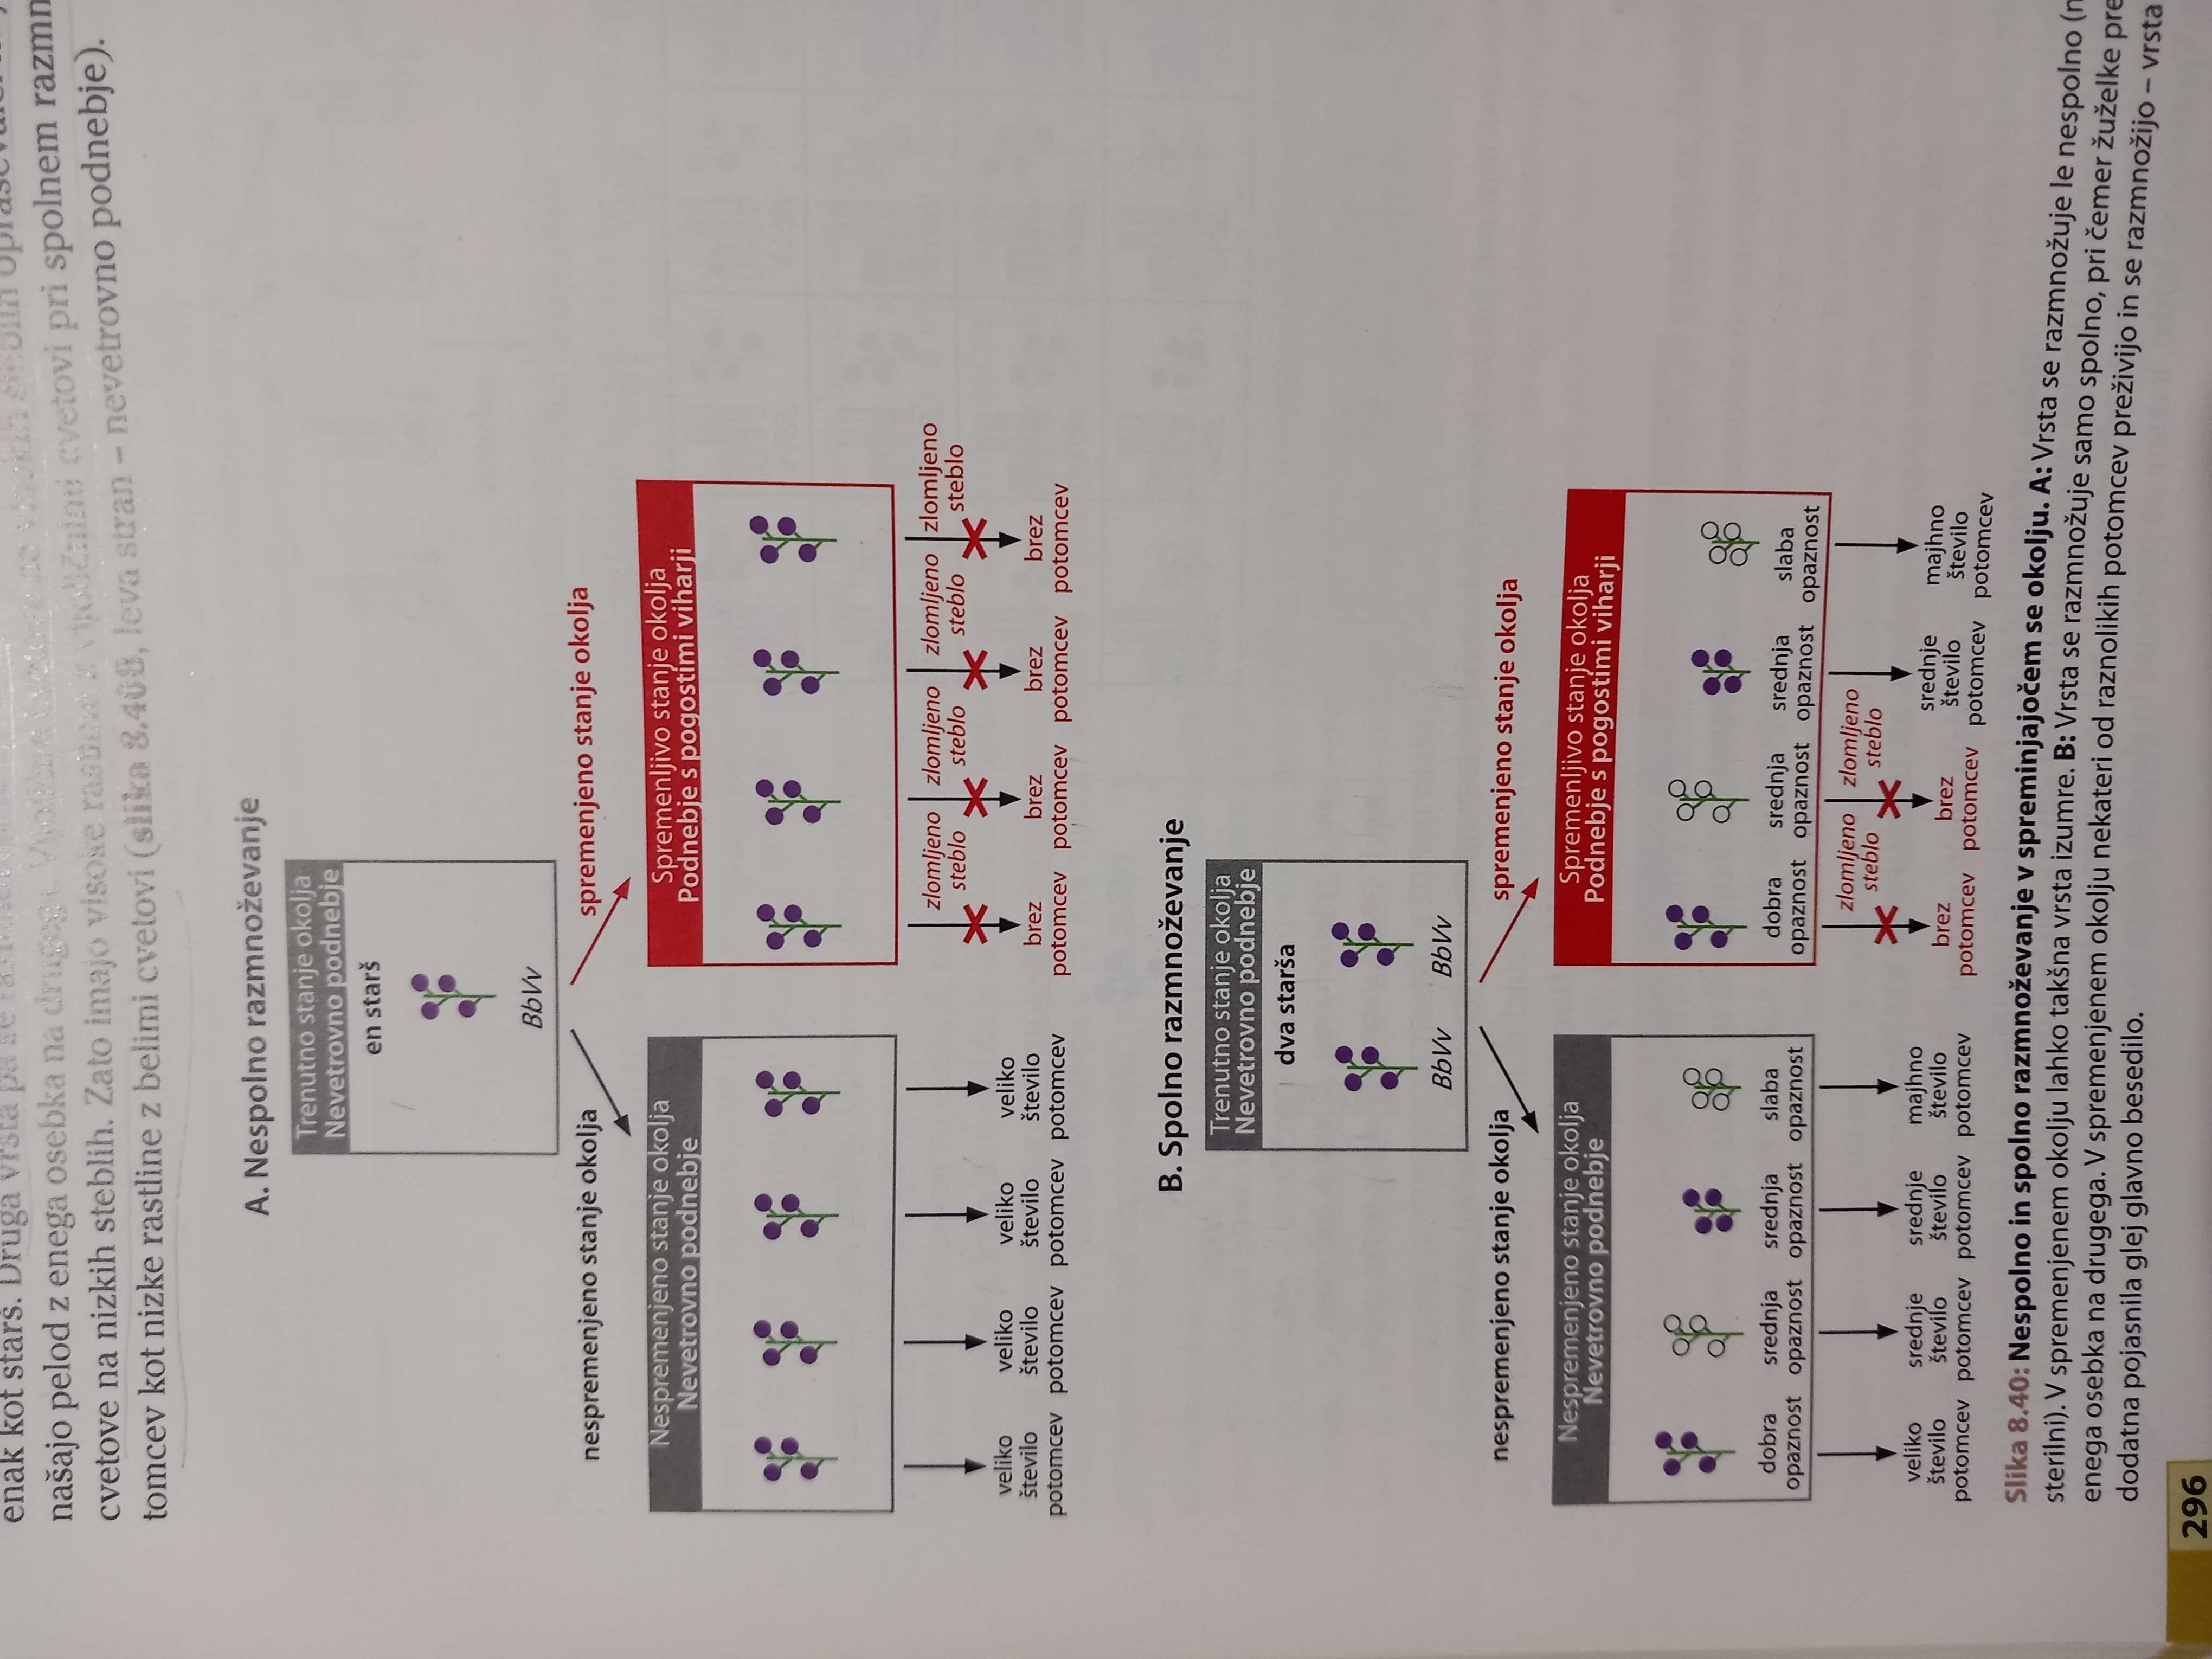 enak kot starš. Druga vrsta pa se
našajo pelod z enega osebka na drugega. Vijolične cvetove na visokih steblih
cvetove na nizkih steblih. Zato imajo visoke rastline z vijoličnimi cvetovi pri spolnem
tomcev kot nizke rastline z belimi cvetovi (slika 8.40B, leva stran – nevetrovno podnebje).
A. Nespolno razmnoževanje
Trenutno stanje okolja
Nevetrovno podnebje
en starš
BbVv
nespremenjeno stanje okolja
spremenjeno stanje okolja
Nespremenjeno stanje okolja
Nevetrovno podnebje
Spremenljivo stanje okolja
Podnebje s pogostimi viharji
zlomljeno zlomljeno zlomljeno zlomljeno
steblo steblo steblo steblo
veliko veliko veliko veliko
število število število število
potomcev potomcev potomcev potomcev
brez brez brez brez
potomcev potomcev potomcev potomcev
B. Spolno razmnoževanje
Trenutno stanje okolja
Nevetrovno podnebje
dva starša
BbVv BbVv
nespremenjeno stanje okolja
spremenjeno stanje okolja
Nespremenjeno stanje okolja
Nevetrovno podnebje
dobra srednja srednja slaba
opaznost opaznost opaznost opaznost
veliko srednje srednje majhno
število število število število
potomcev potomcev potomcev potomcev
Spremenljivo stanje okolja
Podnebje s pogostimi viharji
dobra srednja srednja slaba
opaznost opaznost opaznost opaznost
zlomljeno zlomljeno
steblo steblo
brez brez srednje majhno
potomcev potomcev število število
potomcev potomcev
Slika 8.40: Nespolno in spolno razmnoževanje v spreminjajočem se okolju. A: Vrsta se razmnožuje le nespolno
sterilni). V spremenjenem okolju lahko takšna vrsta izumre. B: Vrsta se razmnožuje samo spolno, pri čemer žuželke
enega osebka na drugega. V spremenjenem okolju nekateri od raznolikih potomcev preživijo in se razmnožijo – vrsta
dodatna pojasnila glej glavno besedilo.
296